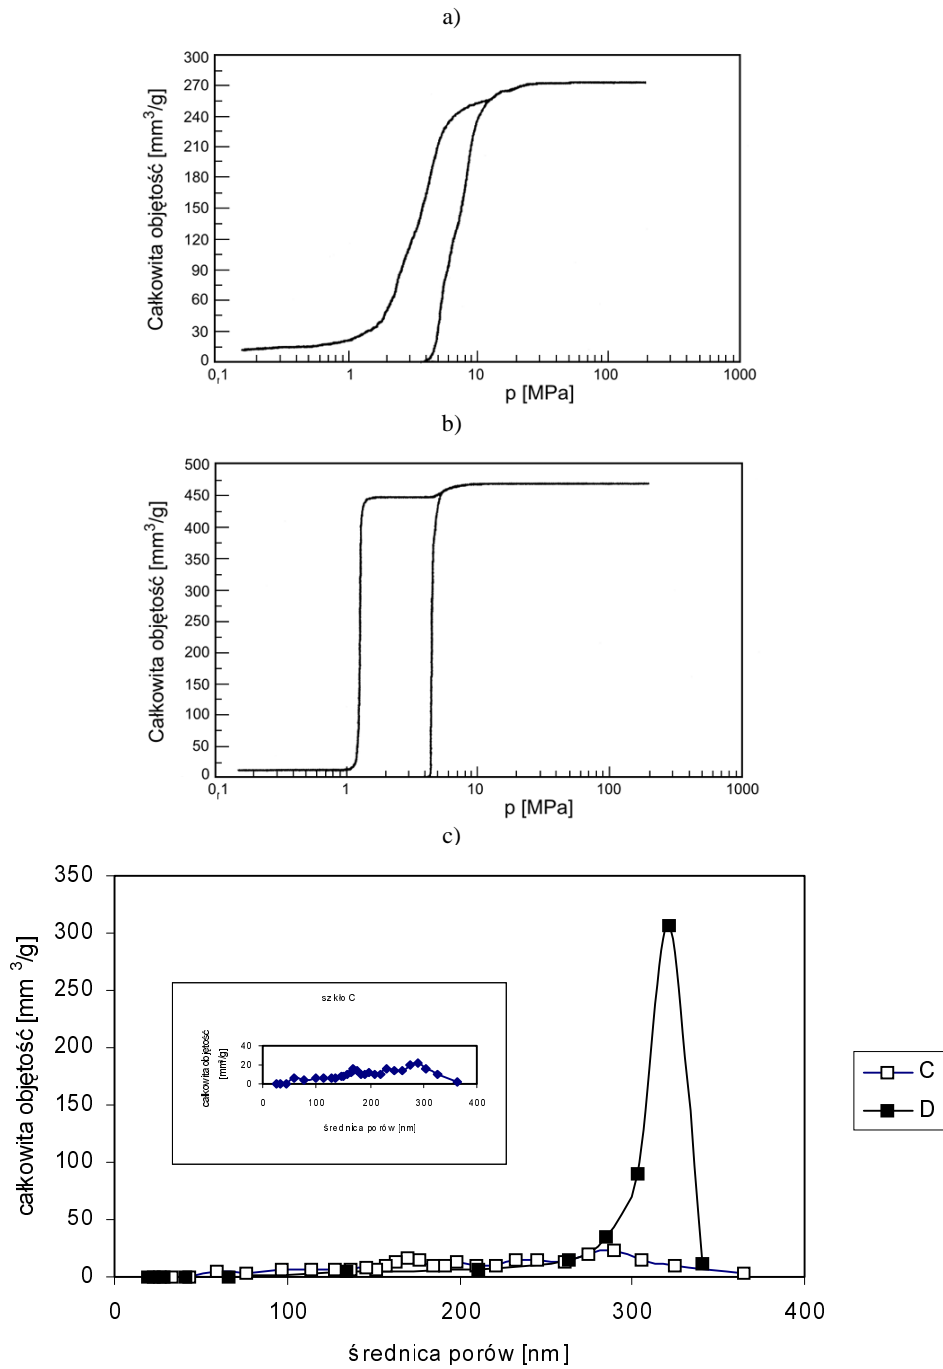 a)
Całkowita objętość [mm³/g]
300
270
240
210
180
150
120
90
60
30
0
0,1 1 10 100 1000
p [MPa]
b)
Całkowita objętość [mm³/g]
500
450
400
350
300
250
200
150
100
50
0
0,1 1 10 100 1000
p [MPa]
c)
całkowita objętość [mm ³/g]
350
300
250
200
150
100
50
0
szkło C
całkowita objętość
[mm³/g]
40
20
0
0 100 200 300 400
średnica porów [nm]
C
D
0 100 200 300 400
średnica porów [nm]